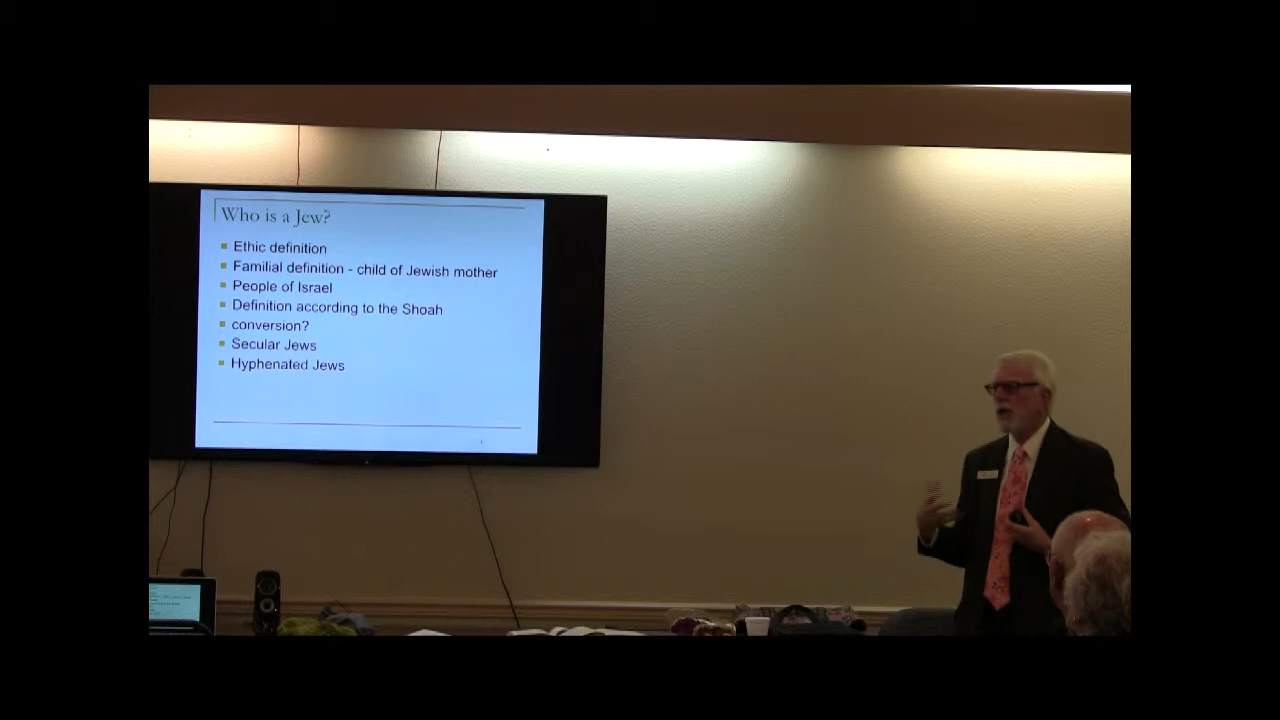 Who is a Jew?
Ethic definition
Familial definition - child of Jewish mother
People of Israel
Definition according to the Shoah
conversion?
Secular Jews
Hyphenated Jews